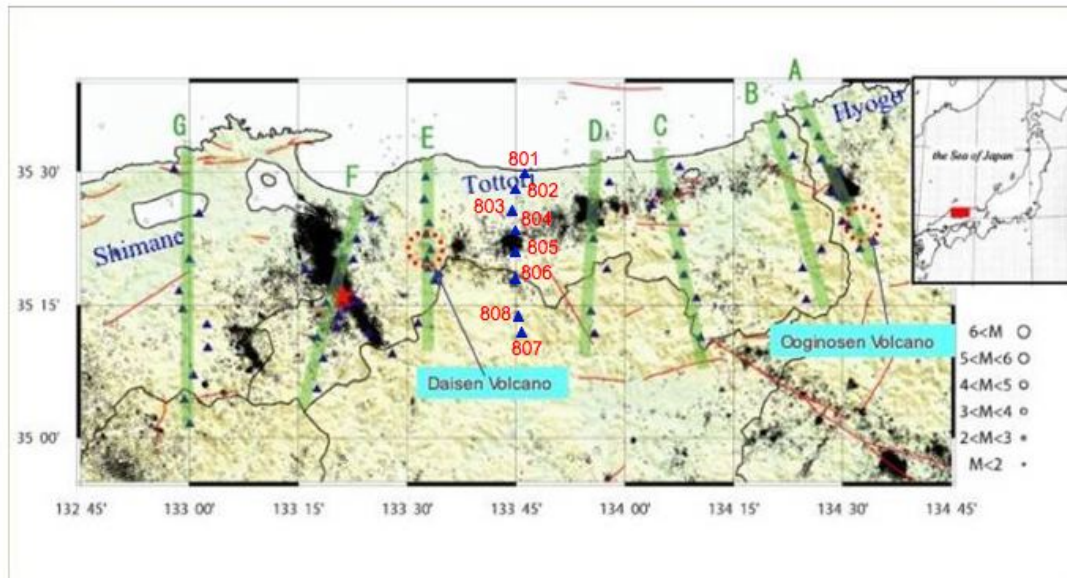 A
B
Hyogo
the Sea of Japan
G
E
D
C
F
801
35 30'
Tottori
802
803
804
Shimane
805
806
35 15'
808
807
Ooginosen Volcano
Daisen Volcano
6<M
5<M<6
4<M<5
3<M<4
2<M<3
M<2
35 00'
132 45'
133 00'
133 15'
133 30'
133 45'
134 00'
134 15'
134 30'
134 45'